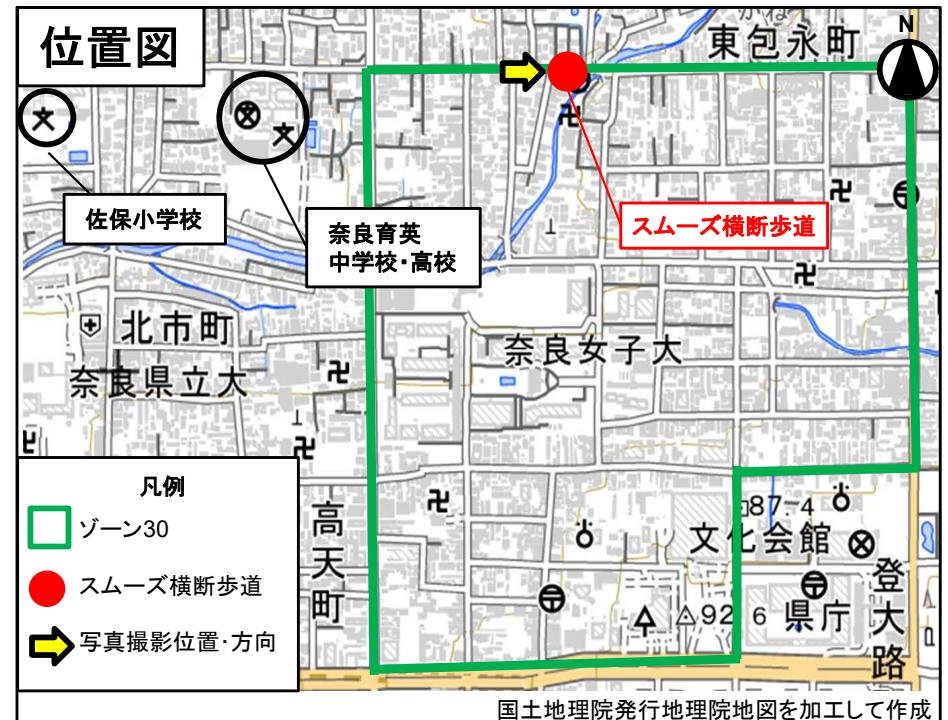 位置図
東包永町
N
佐保小学校
奈良育英
中学校・高校
スムーズ横断歩道
北市町
奈良県立大
奈良女子大
凡例
ゾーン30
スムーズ横断歩道
写真撮影位置・方向
高天町
87.4
文化会館
92.6
県庁
登大路
国土地理院発行地理院地図を加工して作成